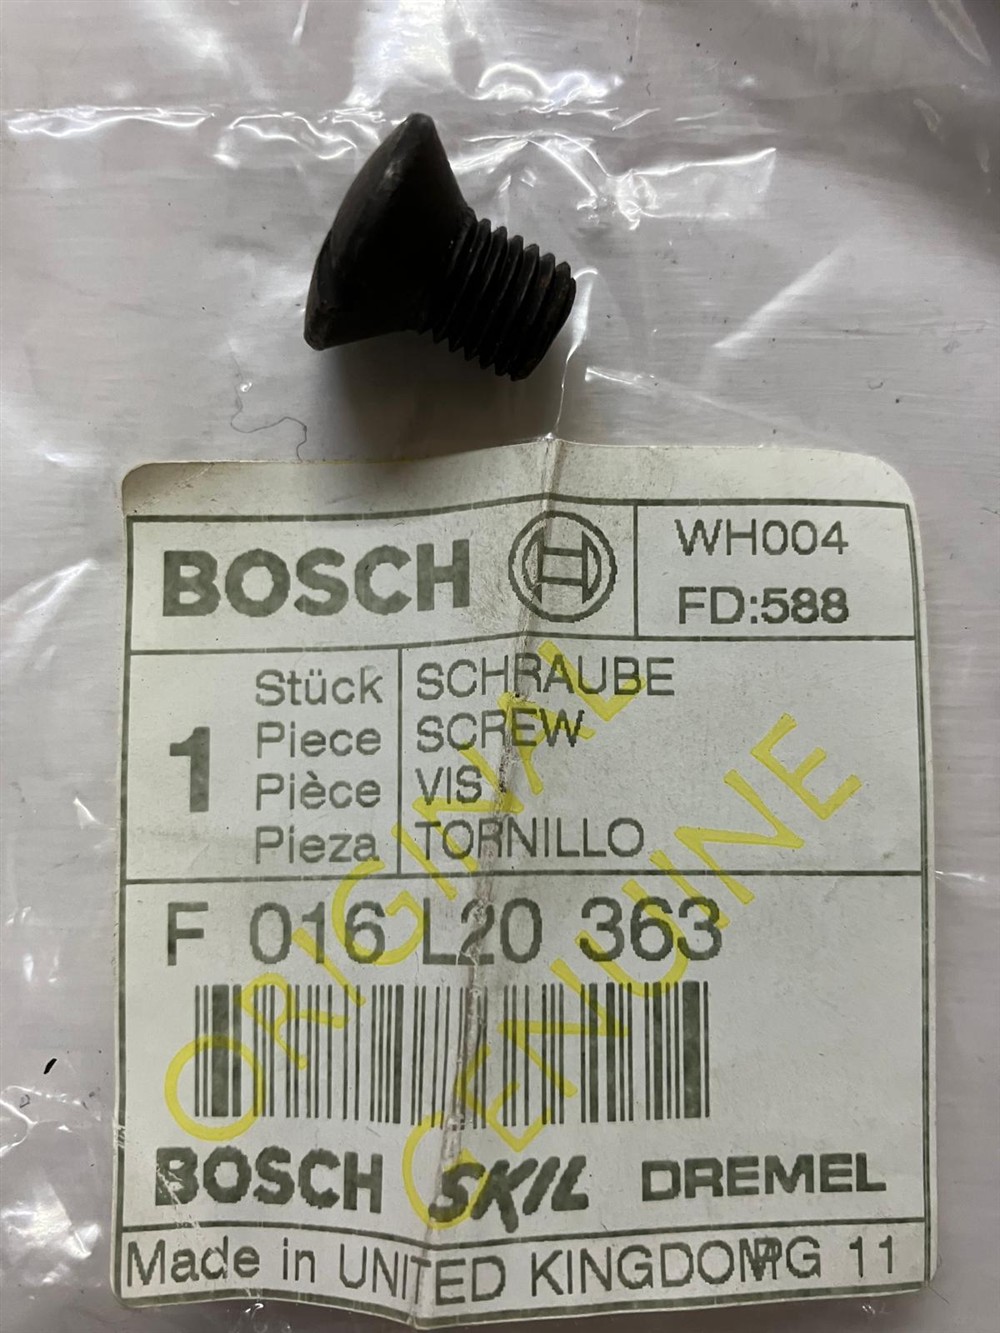 BOSCH
WH004
FD:588
1
Stück
Piece
Pièce
Pieza
SCHRAUBE
SCREW
VIS
TORNILLO
F 016 L20 363
ORIGINAL
GENUINE
BOSCH SKIL DREMEL
Made in UNITED KINGDOM PG 11